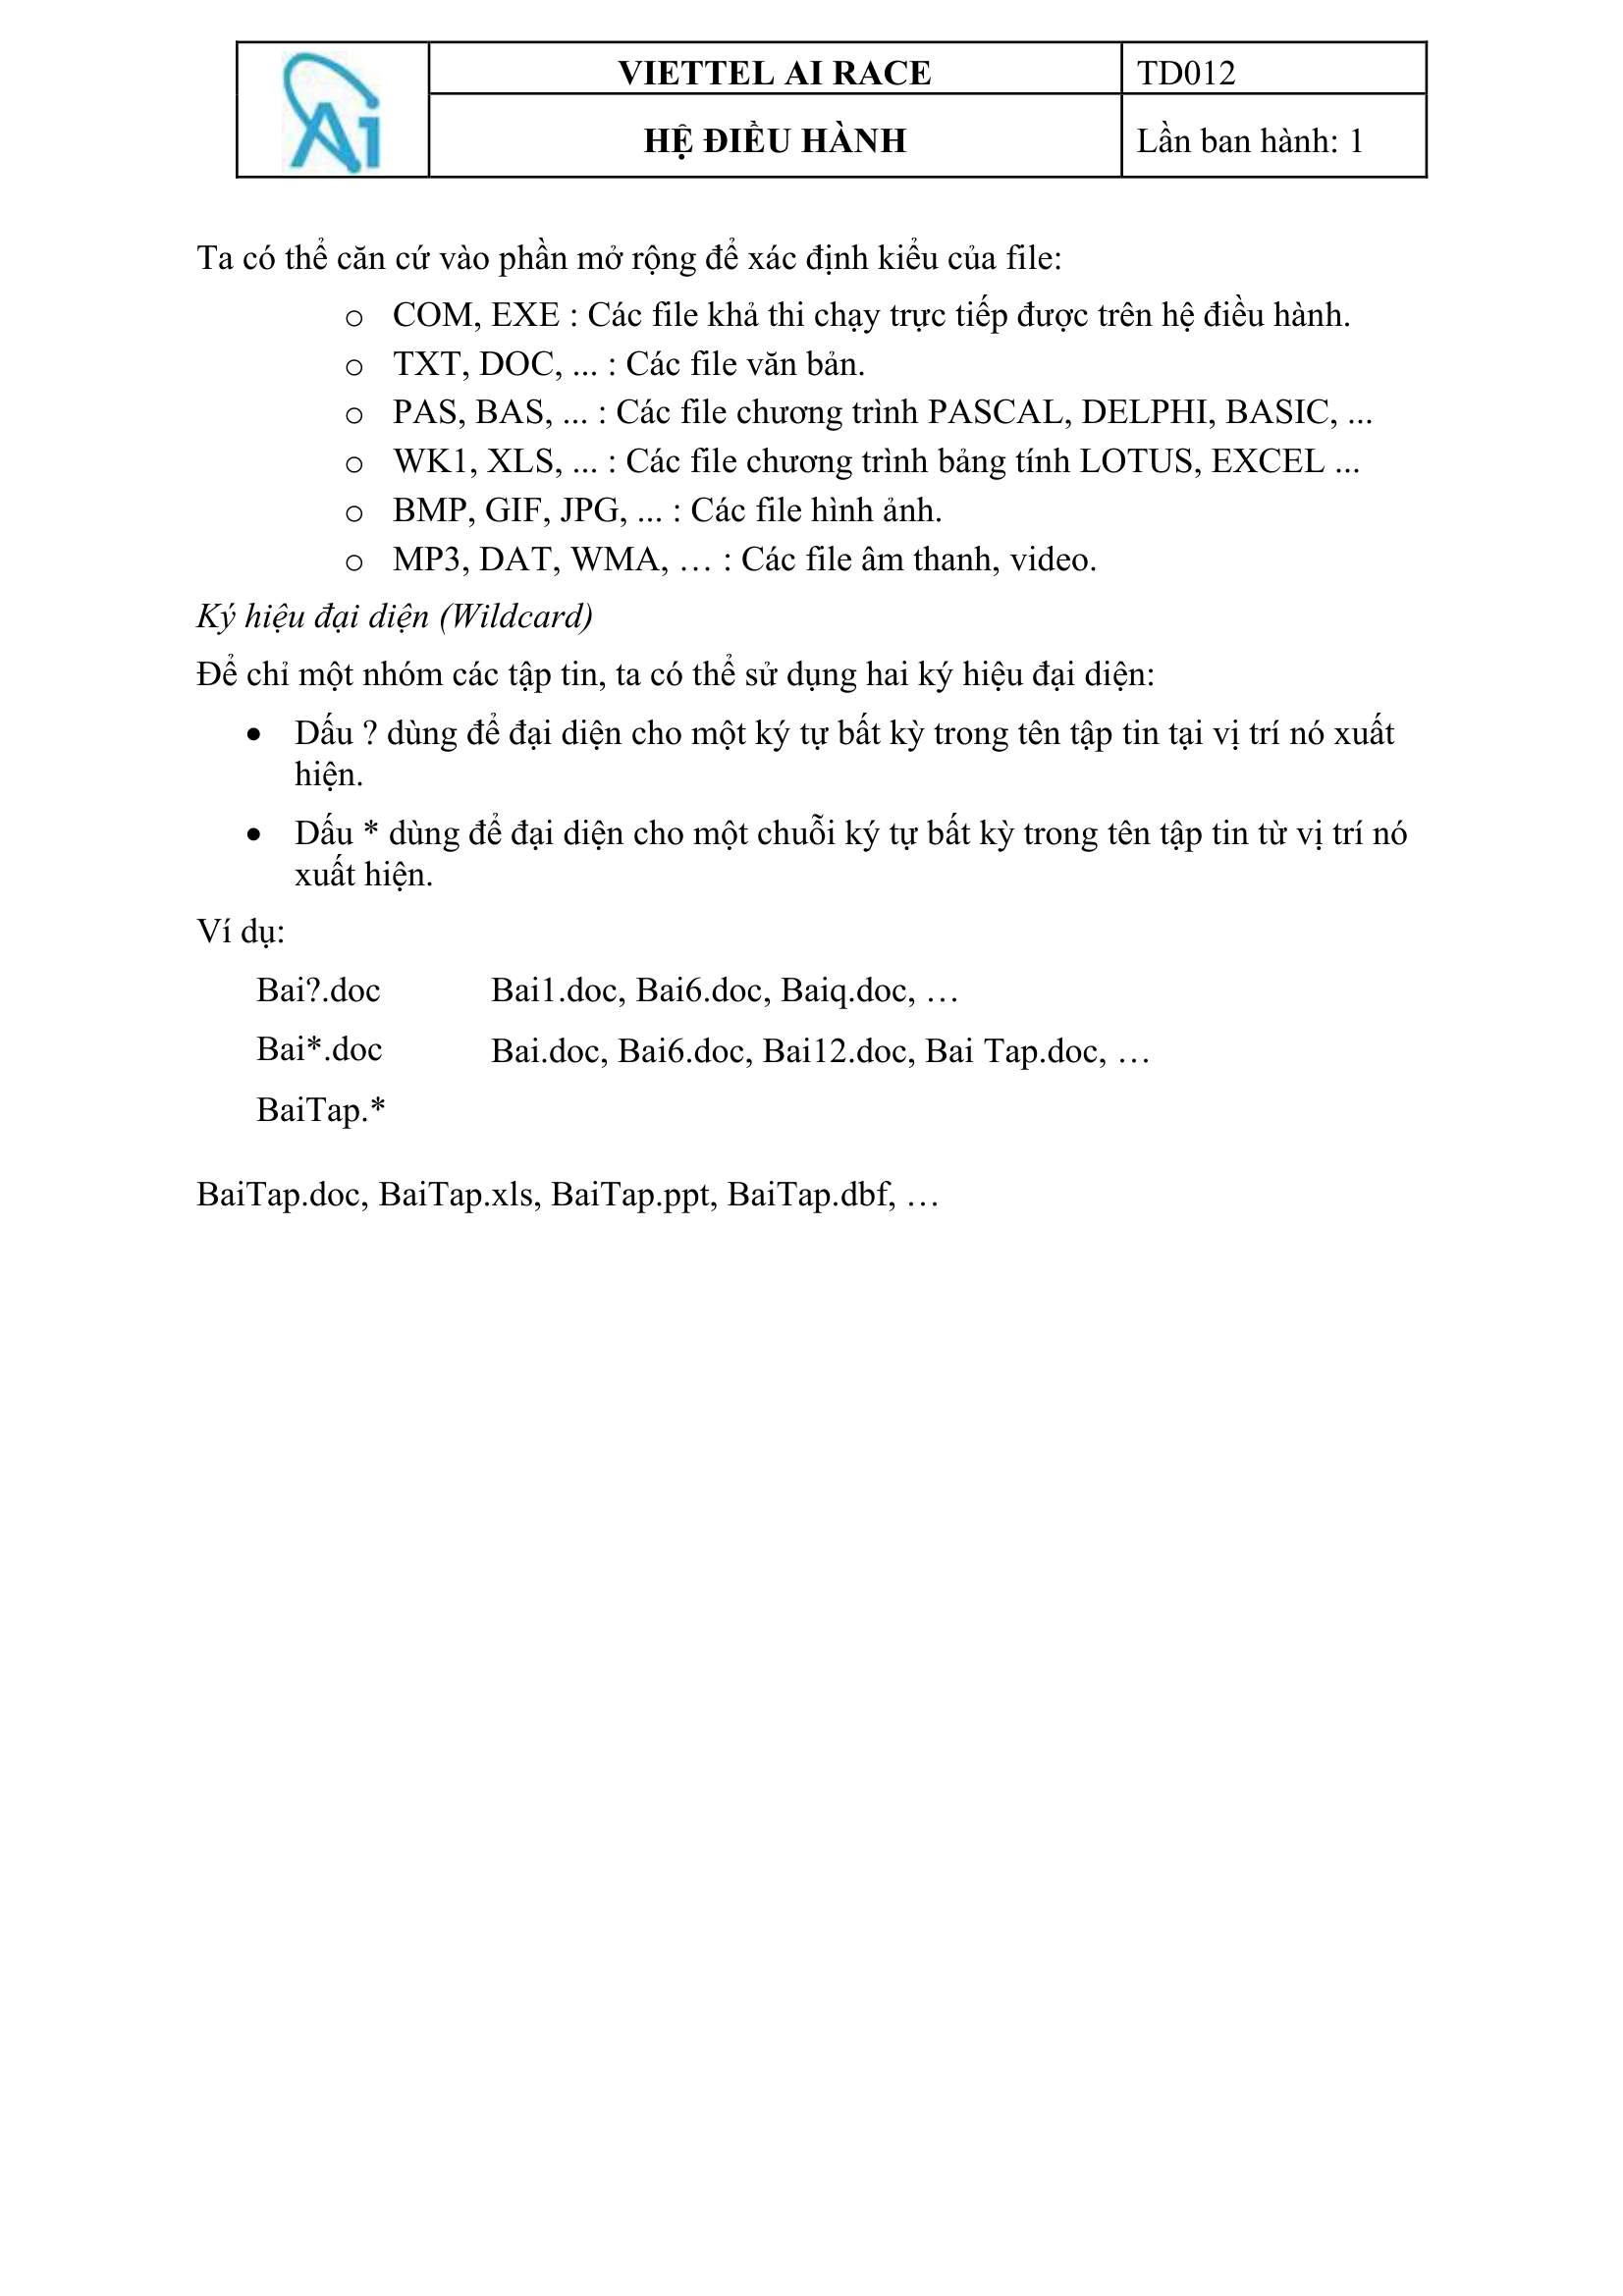 Ai
VIETTEL AI RACE
TD012
HỆ ĐIỀU HÀNH
Lần ban hành: 1
Ta có thể căn cứ vào phần mở rộng để xác định kiểu của file:
o COM, EXE : Các file khả thi chạy trực tiếp được trên hệ điều hành.
o TXT, DOC, ... : Các file văn bản.
o PAS, BAS, ... : Các file chương trình PASCAL, DELPHI, BASIC, ...
o WK1, XLS, ... : Các file chương trình bảng tính LOTUS, EXCEL ...
o BMP, GIF, JPG, ... : Các file hình ảnh.
o MP3, DAT, WMA, … : Các file âm thanh, video.
Ký hiệu đại diện (Wildcard)
Để chỉ một nhóm các tập tin, ta có thể sử dụng hai ký hiệu đại diện:
• Dấu ? dùng để đại diện cho một ký tự bất kỳ trong tên tập tin tại vị trí nó xuất
hiện.
• Dấu * dùng để đại diện cho một chuỗi ký tự bất kỳ trong tên tập tin từ vị trí nó
xuất hiện.
Ví dụ:
Bai?.doc Bai1.doc, Bai6.doc, Baiq.doc, …
Bai*.doc Bai.doc, Bai6.doc, Bai12.doc, Bai Tap.doc, …
BaiTap.*
BaiTap.doc, BaiTap.xls, BaiTap.ppt, BaiTap.dbf, …